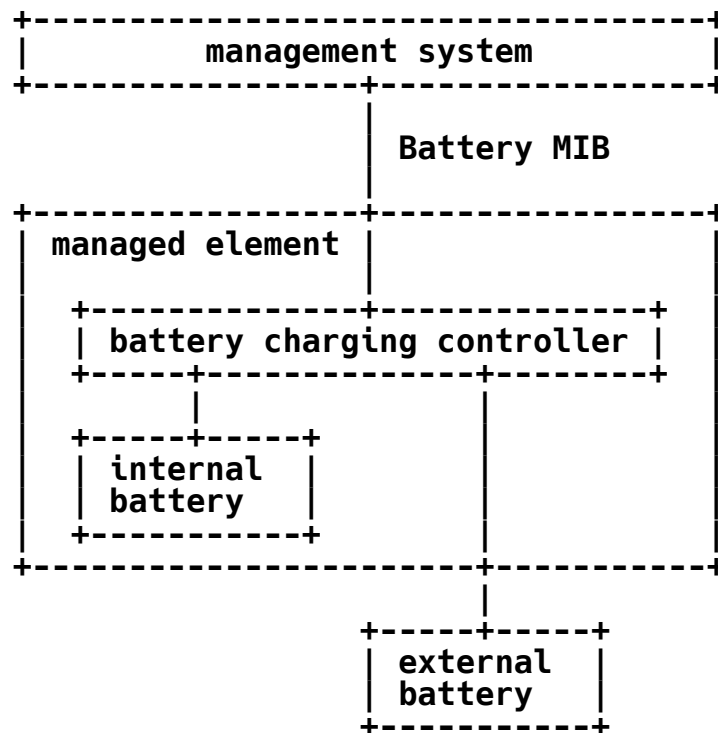 management system
Battery MIB
managed element
battery charging controller
internal
battery
external
battery